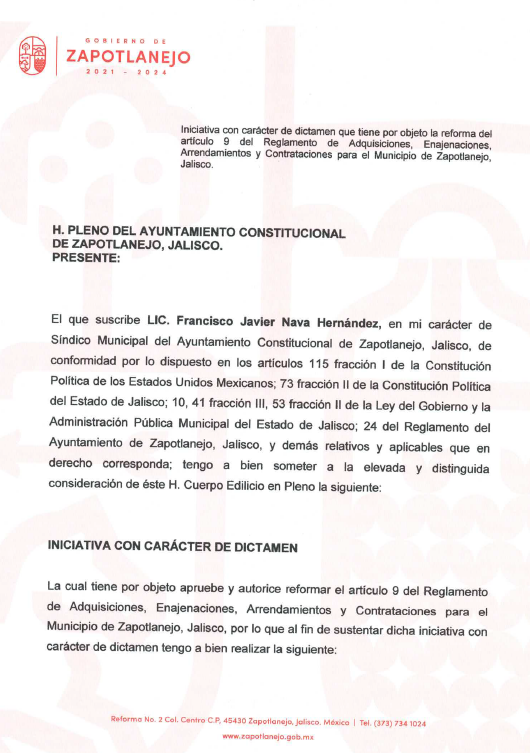 GOBIERNO DE
ZAPOTLANEJO
2021 - 2024
Iniciativa con carácter de dictamen que tiene por objeto la reforma del
artículo 9 del Reglamento de Adquisiciones, Enajenaciones,
Arrendamientos y Contrataciones para el Municipio de Zapotlanejo,
Jalisco.
H. PLENO DEL AYUNTAMIENTO CONSTITUCIONAL
DE ZAPOTLANEJO, JALISCO.
PRESENTE:
El que suscribe LIC. Francisco Javier Nava Hernández, en mi carácter de
Síndico Municipal del Ayuntamiento Constitucional de Zapotlanejo, Jalisco, de
conformidad por lo dispuesto en los artículos 115 fracción I de la Constitución
Política de los Estados Unidos Mexicanos; 73 fracción II de la Constitución Política
del Estado de Jalisco; 10, 41 fracción III, 53 fracción II de la Ley del Gobierno y la
Administración Pública Municipal del Estado de Jalisco; 24 del Reglamento del
Ayuntamiento de Zapotlanejo, Jalisco, y demás relativos y aplicables que en
derecho corresponda; tengo a bien someter a la elevada y distinguida
consideración de éste H. Cuerpo Edilicio en Pleno la siguiente:
INICIATIVA CON CARÁCTER DE DICTAMEN
La cual tiene por objeto apruebe y autorice reformar el artículo 9 del Reglamento
de Adquisiciones, Enajenaciones, Arrendamientos y Contrataciones para el
Municipio de Zapotlanejo, Jalisco, por lo que al fin de sustentar dicha iniciativa con
carácter de dictamen tengo a bien realizar la siguiente:
Reforma No. 2 Col. Centro C.P. 45430 Zapotlanejo, Jalisco. México | Tel. (373) 734 1024
www.zapotlanejo.gob.mx